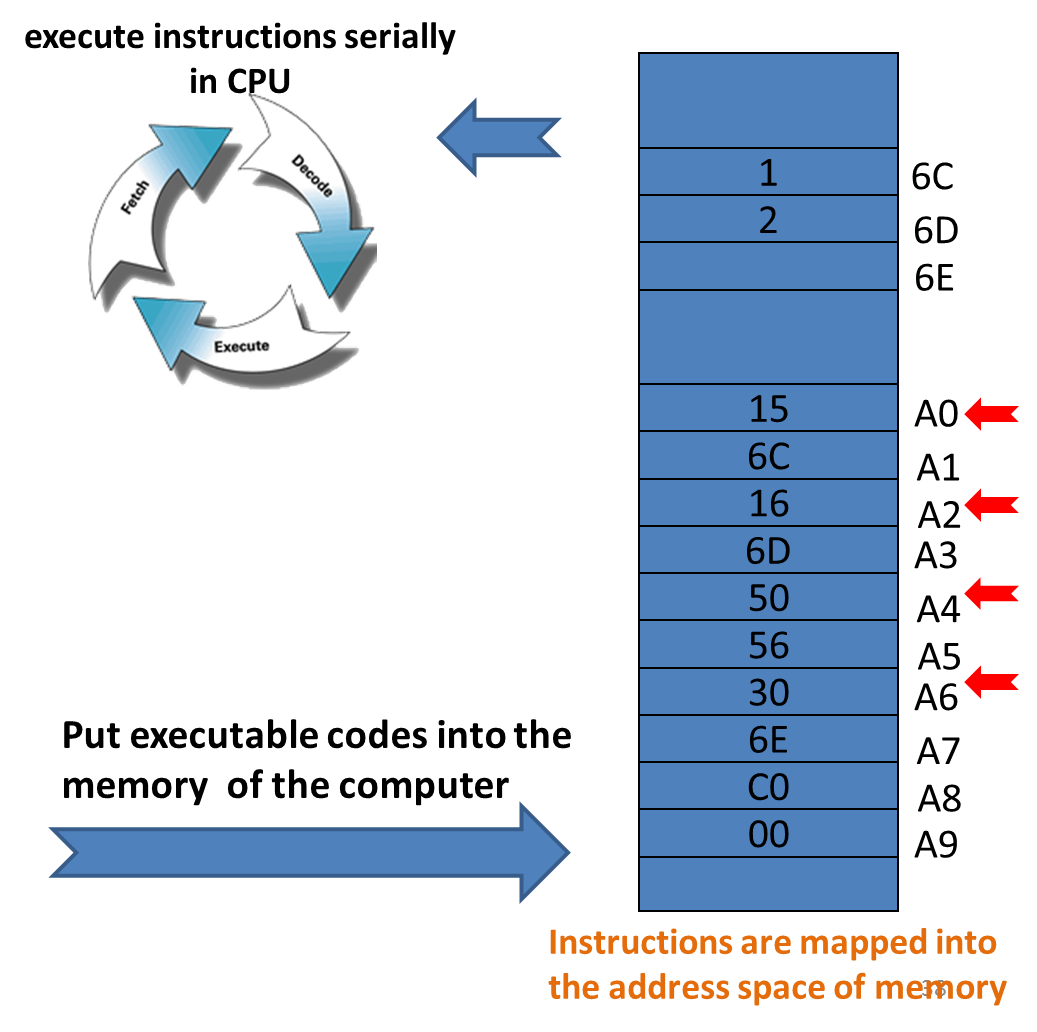 execute instructions serially
in CPU
Fetch
Decode
Execute
1 6C
2 6D
6E
15 A0
6C A1
16 A2
6D A3
50 A4
56 A5
30 A6
6E A7
C0 A8
00 A9
Put executable codes into the
memory of the computer
Instructions are mapped into
the address space of memory
38